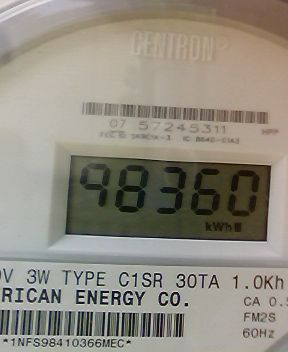 CENTRON®
07 57245311
98360
kWh
V 3W TYPE C1SR 30TA 1.0Kh
RICAN ENERGY CO.
CA 0.5
FM2S
60Hz
*1NFS98410366MEC*